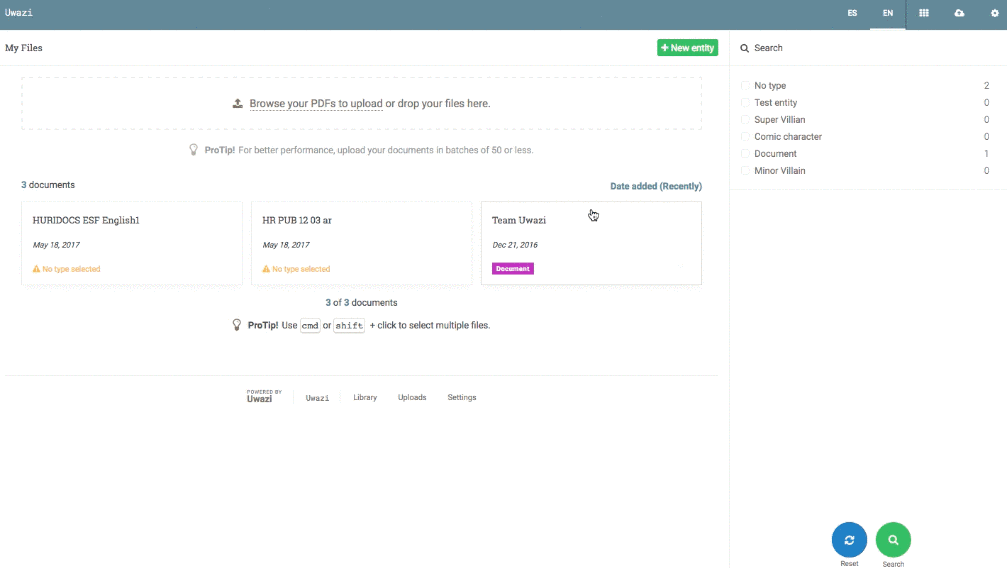 Uwazi
ES EN
My Files
+ New entity
Browse your PDFs to upload or drop your files here.
ProTip! For better performance, upload your documents in batches of 50 or less.
3 documents
Date added (Recently)
HURIDOCS ESF English1
May 18, 2017
No type selected
HR PUB 12 03 ar
May 18, 2017
No type selected
Team Uwazi
Dec 21, 2016
Document
3 of 3 documents
ProTip! Use cmd or shift + click to select multiple files.
POWERED BY
Uwazi
Uwazi Library Uploads Settings
Search
No type 2
Test entity 0
Super Villian 0
Comic character 0
Document 1
Minor Villain 0
Reset
Search